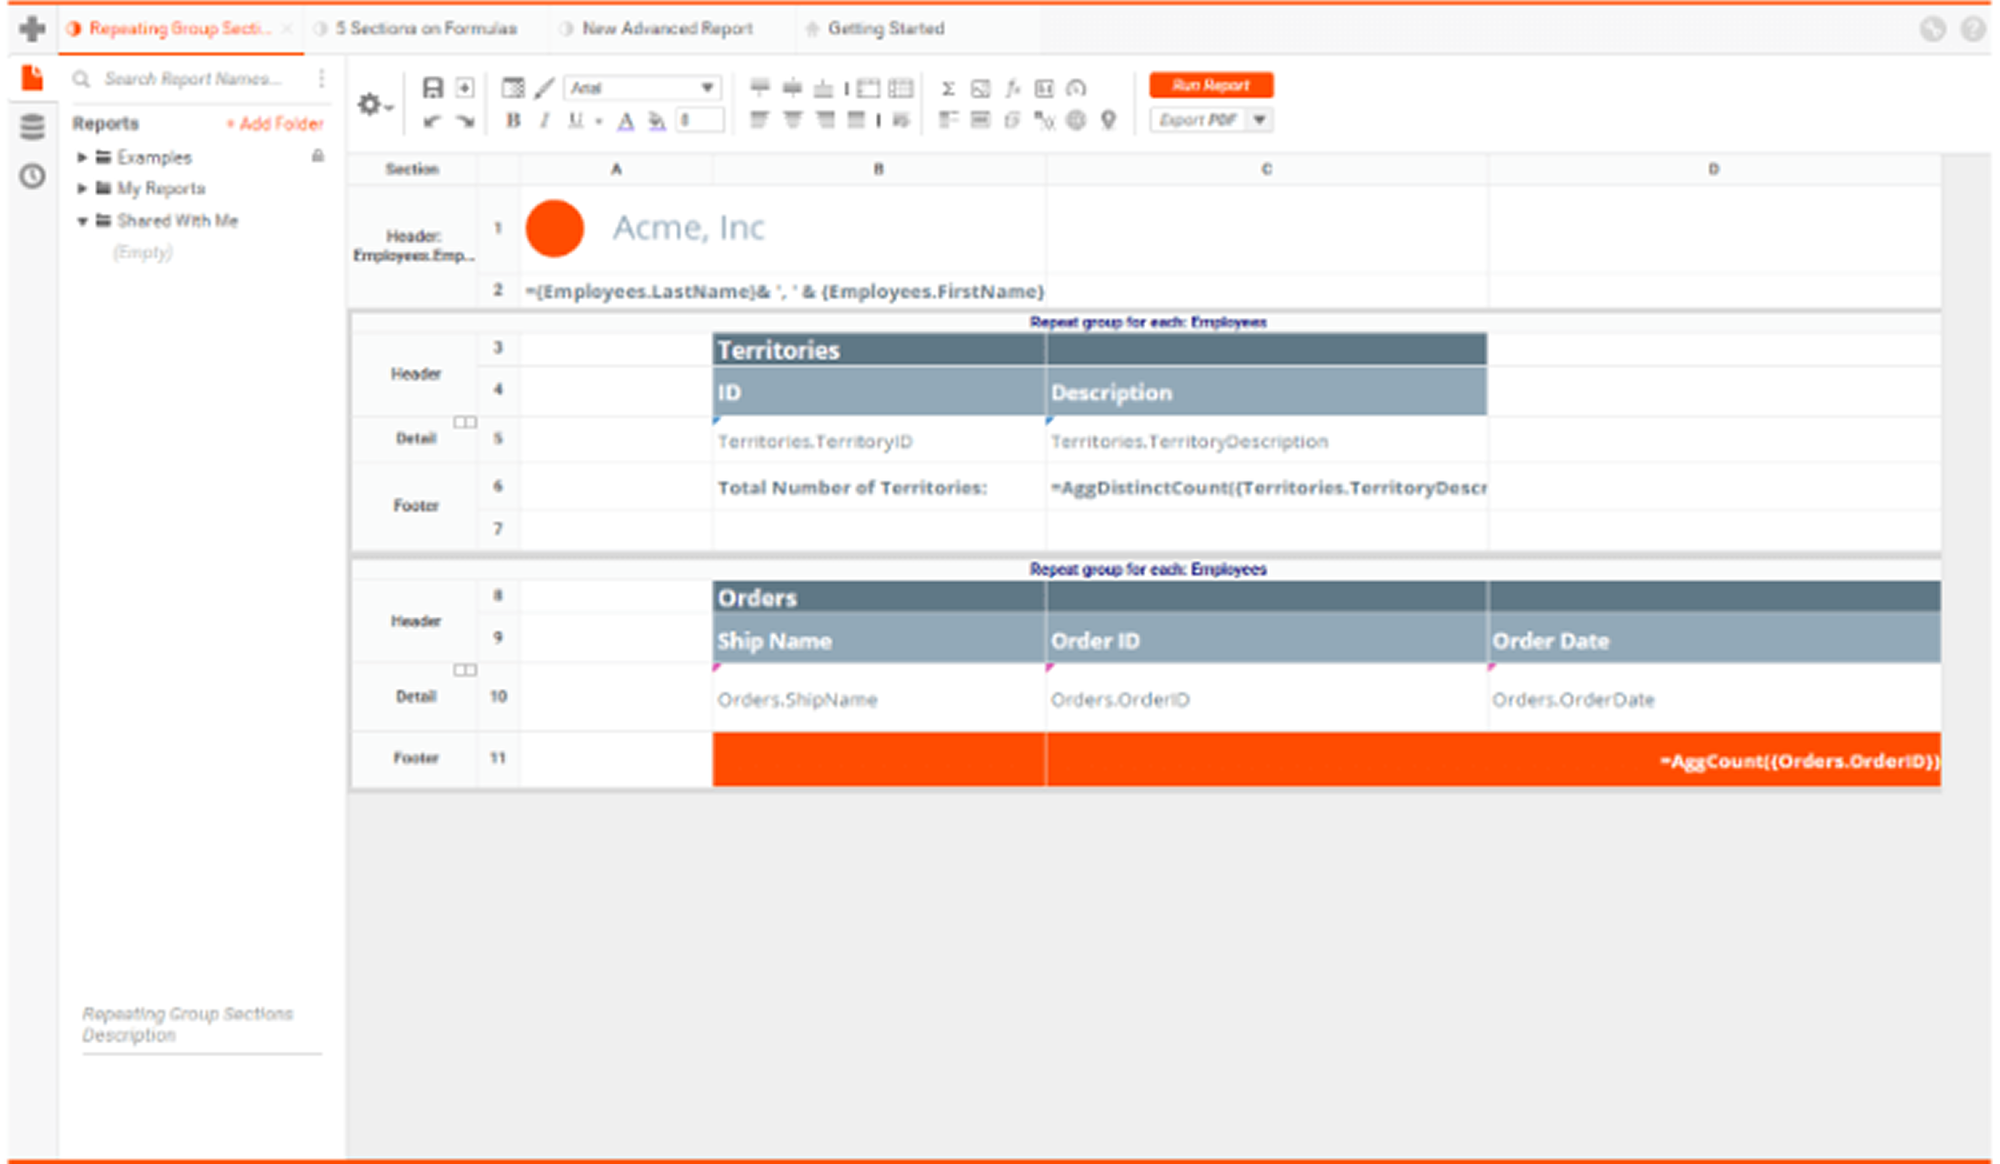 Repeating Group Secti...
5 Sections on Formulas
New Advanced Report
Getting Started
Search Report Names...
Reports
+ Add Folder
Examples
My Reports
Shared With Me
(Empty)
Repeating Group Sections
Description
Arial
B I U A 8
Run Report
Export PDF
Section A B C D
Header:
Employees.Emp...
1 Acme, Inc
2 ={Employees.LastName}& ', ' & {Employees.FirstName}
Repeat group for each: Employees
Header
3 Territories
4 ID Description
Detail 5 Territories.TerritoryID Territories.TerritoryDescription
Footer
6 Total Number of Territories: =AggDistinctCount({Territories.TerritoryDescr
7
Repeat group for each: Employees
Header
8 Orders
9 Ship Name Order ID Order Date
Detail 10 Orders.ShipName Orders.OrderID Orders.OrderDate
Footer 11 =AggCount({Orders.OrderID})